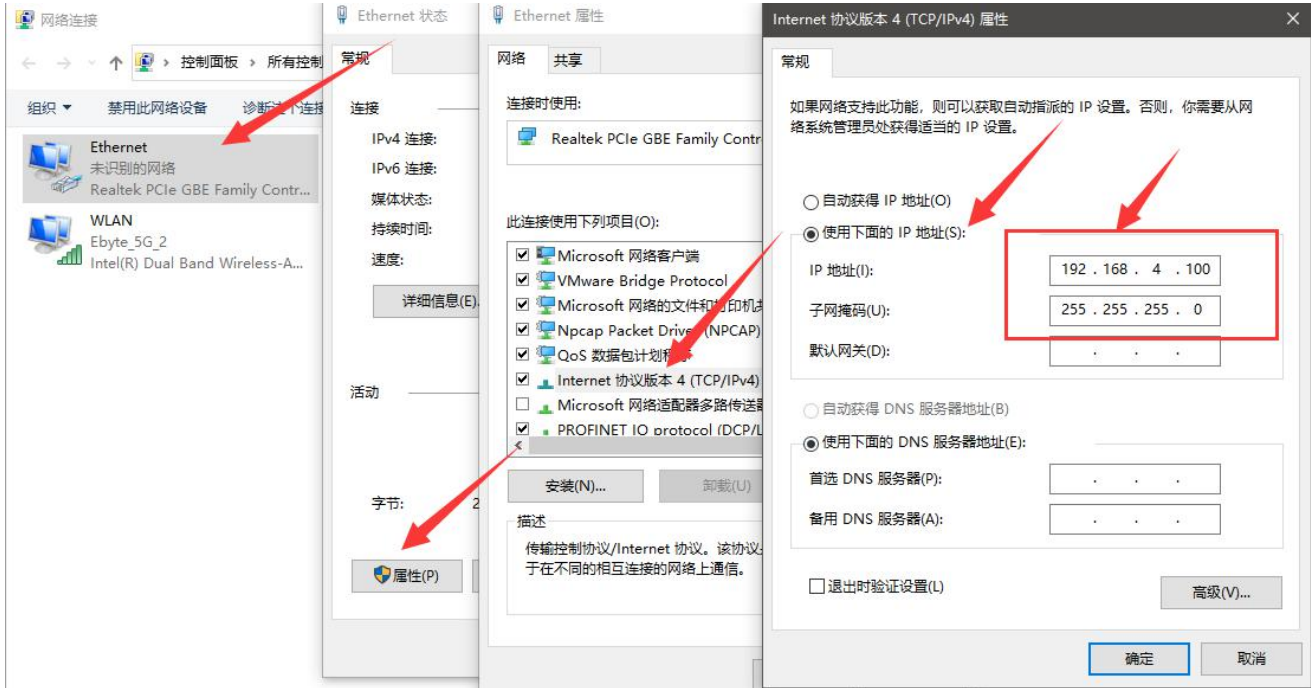 网络连接
控制面板 › 所有控制
组织 禁用此网络设备 诊断这个连接
Ethernet
未识别的网络
Realtek PCIe GBE Family Contr...
WLAN
Ebyte_5G_2
Intel(R) Dual Band Wireless-A...
Ethernet 状态
常规
连接
IPv4 连接:
IPv6 连接:
媒体状态:
持续时间:
速度:
详细信息(E)
活动
字节: 2
属性(P)
Ethernet 属性
网络 共享
连接时使用:
Realtek PCIe GBE Family Contr
此连接使用下列项目(O):
Microsoft 网络客户端
VMware Bridge Protocol
Microsoft 网络的文件和打印机共
Npcap Packet Driver (NPCAP)
QoS 数据包计划程序
Internet 协议版本 4 (TCP/IPv4)
Microsoft 网络适配器多路传送器
PROFINET IO protocol (DCP/L
安装(N)... 卸载(U)
描述
传输控制协议/Internet 协议。该协议
于在不同的相互连接的网络上通信。
Internet 协议版本 4 (TCP/IPv4) 属性
常规
如果网络支持此功能，则可以获取自动指派的 IP 设置。否则，你需要从网
络系统管理员处获得适当的 IP 设置。
自动获得 IP 地址(O)
使用下面的 IP 地址(S):
IP 地址(I): 192 . 168 . 4 . 100
子网掩码(U): 255 . 255 . 255 . 0
默认网关(D): . . .
自动获得 DNS 服务器地址(B)
使用下面的 DNS 服务器地址(E):
首选 DNS 服务器(P): . . .
备用 DNS 服务器(A): . . .
退出时验证设置(L)
高级(V)...
确定 取消